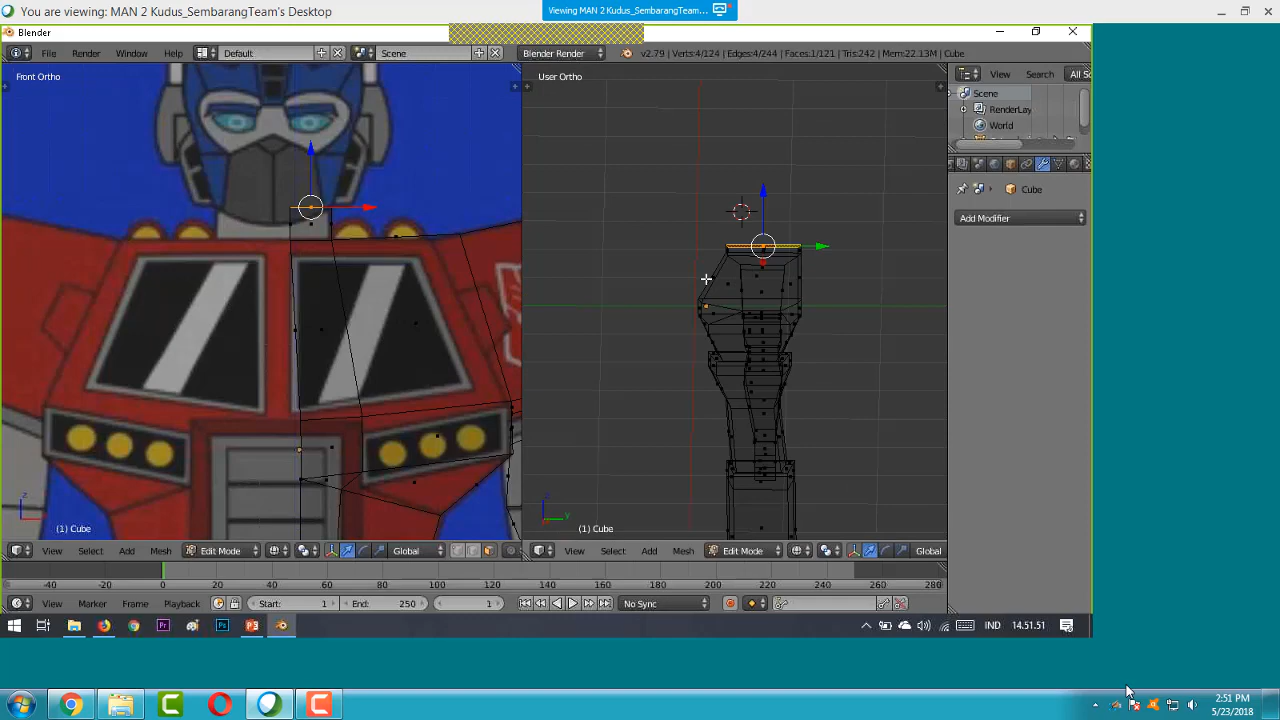 You are viewing: MAN 2 Kudus_SembarangTeam's Desktop
Viewing MAN 2 Kudus_SembarangTeam...
Blender
File Render Window Help Default Scene Blender Render v2.79 | Verts:4/124 | Edges:4/244 | Faces:1/121 | Tris:242 | Mem:22.13M | Cube
Front Ortho
User Ortho
View Search All Sc
Scene
RenderLay
World
Cube
Add Modifier
z
(1) Cube
y
(1) Cube
View Select Add Mesh Edit Mode Global
View Select Add Mesh Edit Mode Global
-40 -20 0 20 40 60 80 100 120 140 160 180 200 220 240 260 280
View Marker Frame Playback Start: 1 End: 250 1 No Sync
Pr Ps IND 14.51.51
2:51 PM
5/23/2018